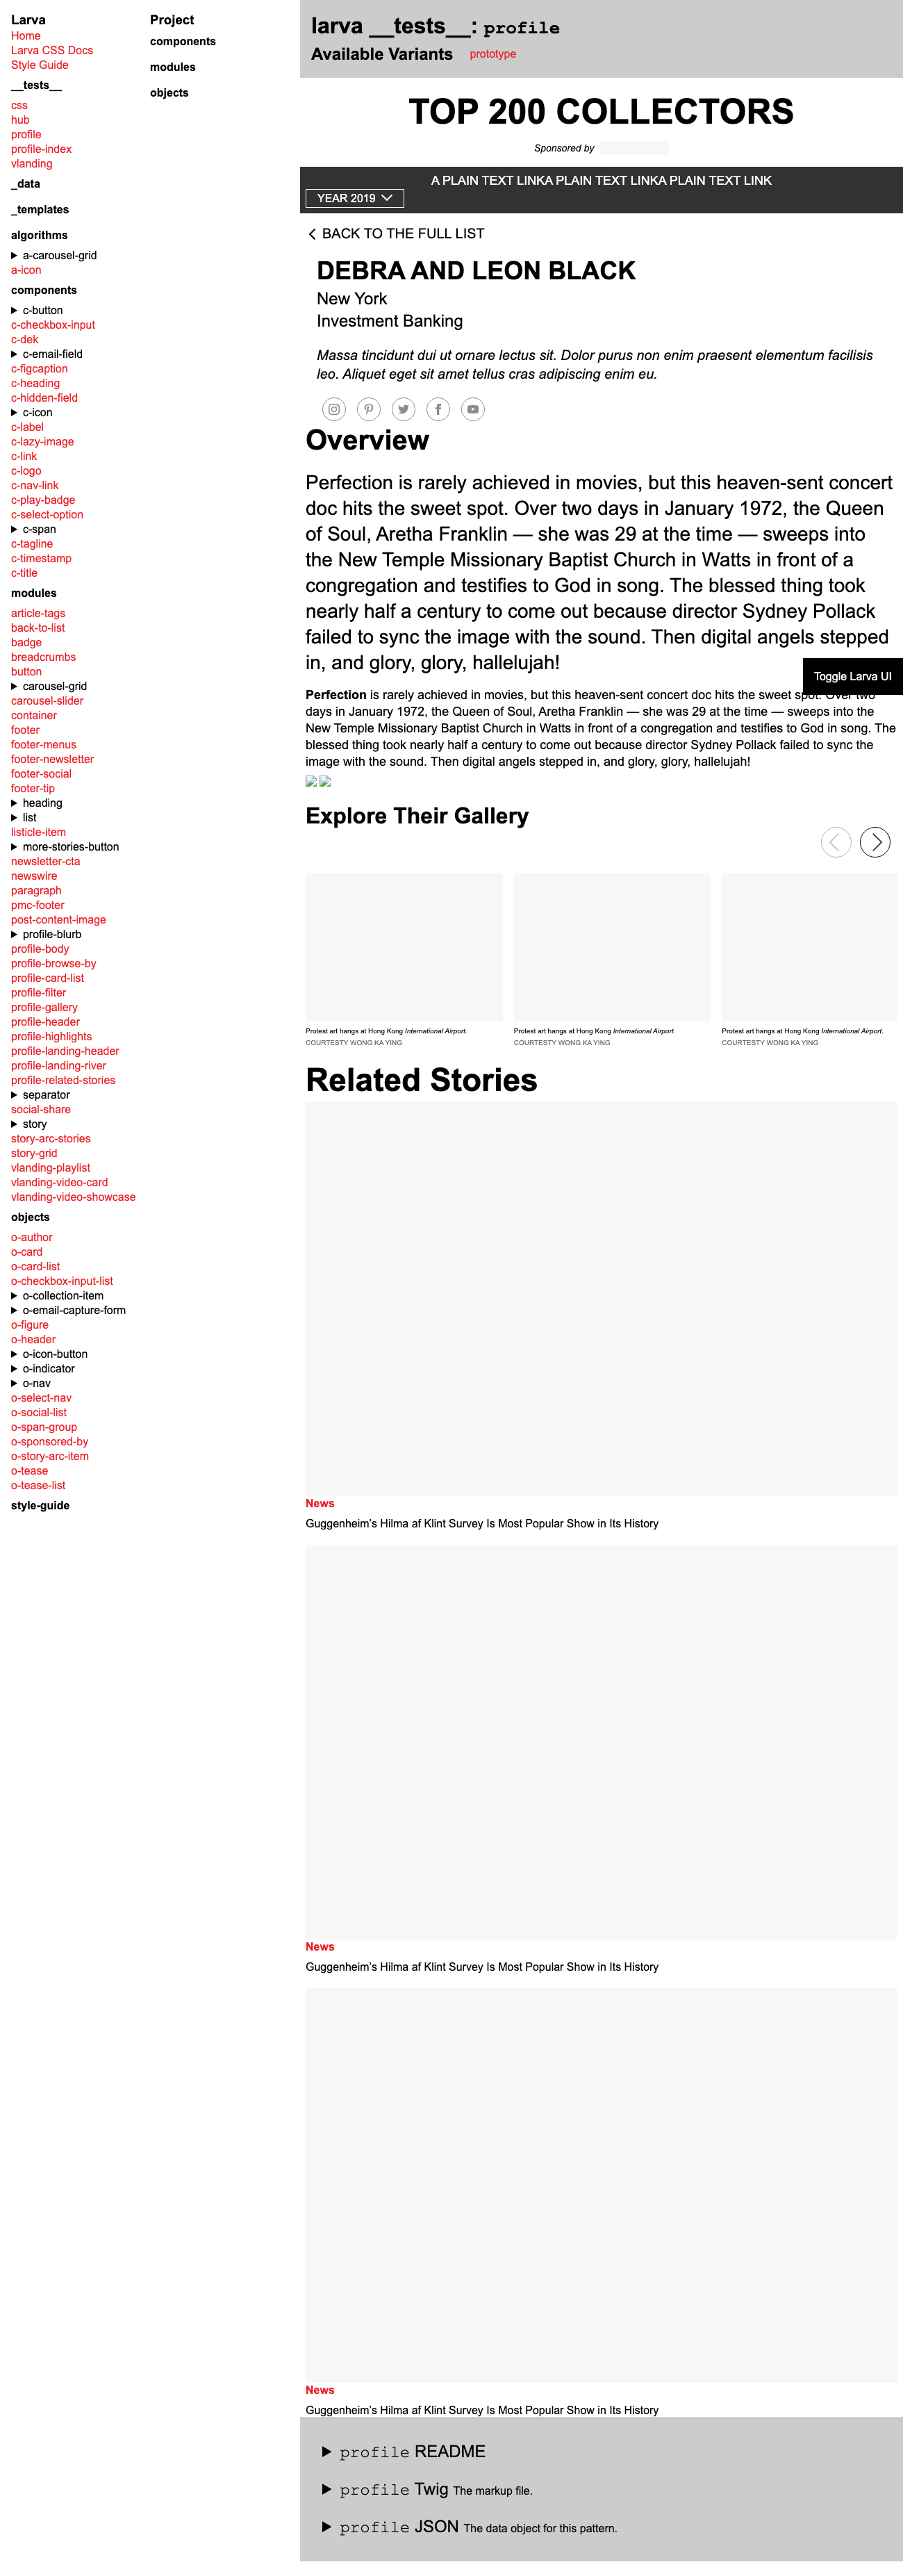 Larva
Home
Larva CSS Docs
Style Guide
__tests__
css
hub
profile
profile-index
vlanding
_data
_templates
algorithms
a-carousel-grid
a-icon
components
c-button
c-checkbox-input
c-dek
c-email-field
c-figcaption
c-heading
c-hidden-field
c-icon
c-label
c-lazy-image
c-link
c-logo
c-nav-link
c-play-badge
c-select-option
c-span
c-tagline
c-timestamp
c-title
modules
article-tags
back-to-list
badge
breadcrumbs
button
carousel-grid
carousel-slider
container
footer
footer-menus
footer-newsletter
footer-social
footer-tip
heading
list
listicle-item
more-stories-button
newsletter-cta
newswire
paragraph
pmc-footer
post-content-image
profile-blurb
profile-body
profile-browse-by
profile-card-list
profile-filter
profile-gallery
profile-header
profile-highlights
profile-landing-header
profile-landing-river
profile-related-stories
separator
social-share
story
story-arc-stories
story-grid
vlanding-playlist
vlanding-video-card
vlanding-video-showcase
objects
o-author
o-card
o-card-list
o-checkbox-input-list
o-collection-item
o-email-capture-form
o-figure
o-header
o-icon-button
o-indicator
o-nav
o-select-nav
o-social-list
o-span-group
o-sponsored-by
o-story-arc-item
o-tease
o-tease-list
style-guide
Project
components
modules
objects
larva __tests__: profile
Available Variants prototype
TOP 200 COLLECTORS
Sponsored by
A PLAIN TEXT LINKA PLAIN TEXT LINKA PLAIN TEXT LINK
YEAR 2019
BACK TO THE FULL LIST
DEBRA AND LEON BLACK
New York
Investment Banking
Massa tincidunt dui ut ornare lectus sit. Dolor purus non enim praesent elementum facilisis
leo. Aliquet eget sit amet tellus cras adipiscing enim eu.
Overview
Perfection is rarely achieved in movies, but this heaven-sent concert
doc hits the sweet spot. Over two days in January 1972, the Queen
of Soul, Aretha Franklin — she was 29 at the time — sweeps into
the New Temple Missionary Baptist Church in Watts in front of a
congregation and testifies to God in song. The blessed thing took
nearly half a century to come out because director Sydney Pollack
failed to sync the image with the sound. Then digital angels stepped
in, and glory, glory, hallelujah!
Toggle Larva UI
Perfection is rarely achieved in movies, but this heaven-sent concert doc hits the sweet spot. Over two
days in January 1972, the Queen of Soul, Aretha Franklin — she was 29 at the time — sweeps into the
New Temple Missionary Baptist Church in Watts in front of a congregation and testifies to God in song. The
blessed thing took nearly half a century to come out because director Sydney Pollack failed to sync the
image with the sound. Then digital angels stepped in, and glory, glory, hallelujah!
Explore Their Gallery
Protest art hangs at Hong Kong International Airport.
COURTESTY WONG KA YING
Protest art hangs at Hong Kong International Airport.
COURTESTY WONG KA YING
Protest art hangs at Hong Kong International Airport.
COURTESTY WONG KA YING
Related Stories
News
Guggenheim's Hilma af Klint Survey Is Most Popular Show in Its History
News
Guggenheim's Hilma af Klint Survey Is Most Popular Show in Its History
News
Guggenheim's Hilma af Klint Survey Is Most Popular Show in Its History
profile README
profile Twig The markup file.
profile JSON The data object for this pattern.